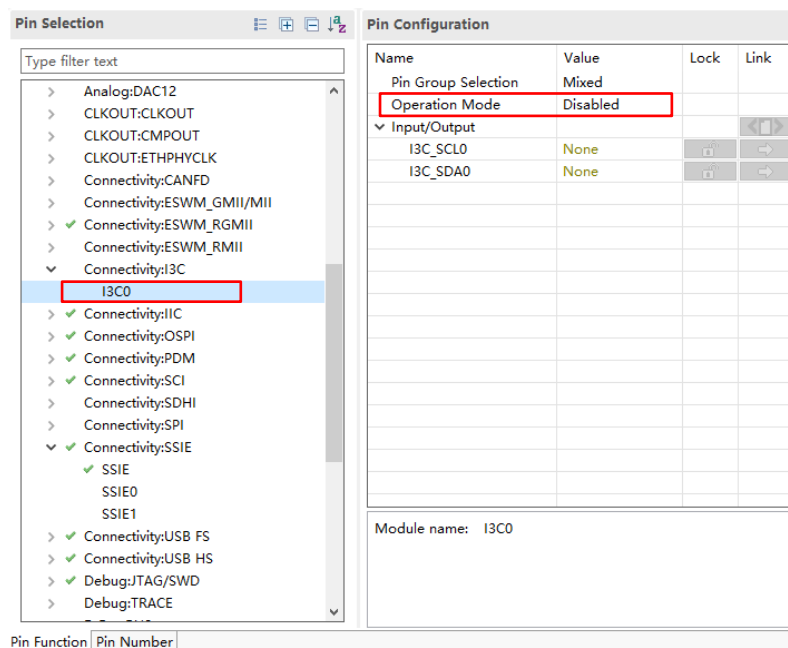 Pin Selection
Type filter text
Analog:DAC12
CLKOUT:CLKOUT
CLKOUT:CMPOUT
CLKOUT:ETHPHYCLK
Connectivity:CANFD
Connectivity:ESWM_GMII/MII
Connectivity:ESWM_RGMII
Connectivity:ESWM_RMII
Connectivity:I3C
I3C0
Connectivity:IIC
Connectivity:OSPI
Connectivity:PDM
Connectivity:SCI
Connectivity:SDHI
Connectivity:SPI
Connectivity:SSIE
SSIE
SSIE0
SSIE1
Connectivity:USB FS
Connectivity:USB HS
Debug:JTAG/SWD
Debug:TRACE
Pin Function Pin Number
Pin Configuration
Name Value Lock Link
Pin Group Selection Mixed
Operation Mode Disabled
Input/Output
I3C_SCL0 None
I3C_SDA0 None
Module name: I3C0